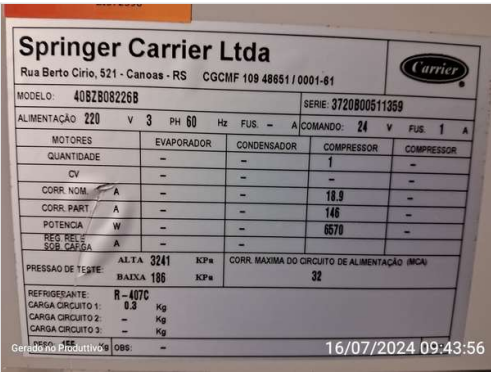 Springer Carrier Ltda
Rua Berto Cirio, 521 - Canoas - RS CGCMF 109 48651 / 0001-61
Carrier
MODELO: 40BZB08226B SERIE: 3720B00511359
ALIMENTAÇÃO 220 V 3 PH 60 Hz FUS. - A COMANDO: 24 V FUS. 1 A
MOTORES EVAPORADOR CONDENSADOR COMPRESSOR COMPRESSOR
QUANTIDADE - - 1 -
CV - - - -
CORR. NOM. A - - 18.9 -
CORR. PART. A - - 146 -
POTENCIA W - - 6570 -
REG. RELE
SOB. CARGA A - - - -
PRESSAO DE TESTE: ALTA 3241 KPa CORR. MAXIMA DO CIRCUITO DE ALIMENTAÇÃO (MCA)
BAIXA 186 KPa 32
REFRIGERANTE: R-407C
CARGA CIRCUITO 1: 0.3 Kg
CARGA CIRCUITO 2: - Kg
CARGA CIRCUITO 3: - Kg
PESO: 155 Kg OBS: -
Gerado no Produttivo 16/07/2024 09:43:56